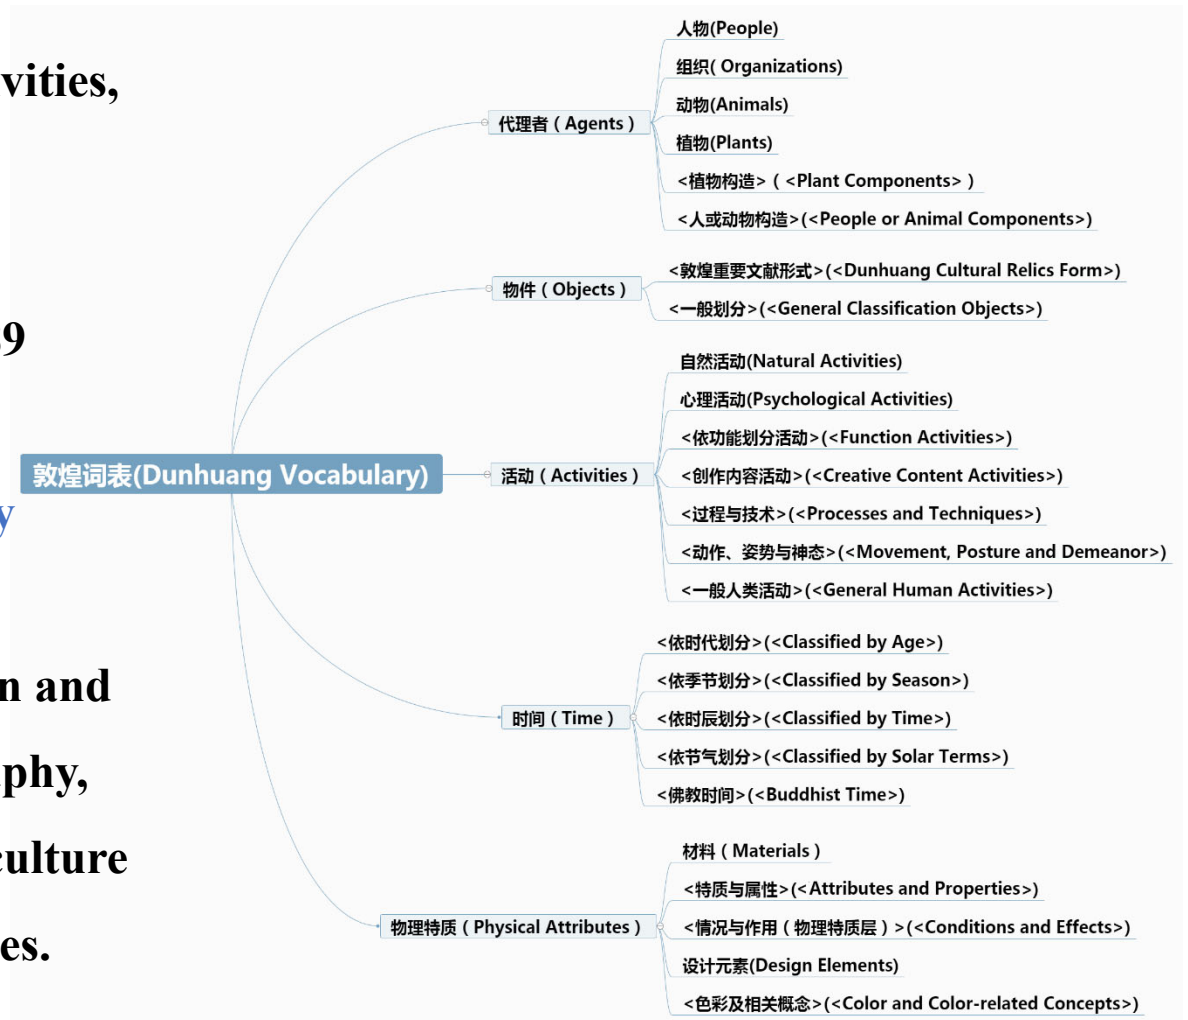 vities,
9
y
n and
phy,
culture
es.
敦煌词表(Dunhuang Vocabulary)
代理者（Agents）
人物(People)
组织( Organizations)
动物(Animals)
植物(Plants)
<植物构造>（<Plant Components>）
<人或动物构造>(<People or Animal Components>)
物件（Objects）
<敦煌重要文献形式>(<Dunhuang Cultural Relics Form>)
<一般划分>(<General Classification Objects>)
活动（Activities）
自然活动(Natural Activities)
心理活动(Psychological Activities)
<依功能划分活动>(<Function Activities>)
<创作内容活动>(<Creative Content Activities>)
<过程与技术>(<Processes and Techniques>)
<动作、姿势与神态>(<Movement, Posture and Demeanor>)
<一般人类活动>(<General Human Activities>)
时间（Time）
<依时代划分>(<Classified by Age>)
<依季节划分>(<Classified by Season>)
<依时辰划分>(<Classified by Time>)
<依节气划分>(<Classified by Solar Terms>)
<佛教时间>(<Buddhist Time>)
物理特质（Physical Attributes）
材料（Materials）
<特质与属性>(<Attributes and Properties>)
<情况与作用（物理特质层）>(<Conditions and Effects>)
设计元素(Design Elements)
<色彩及相关概念>(<Color and Color-related Concepts>)